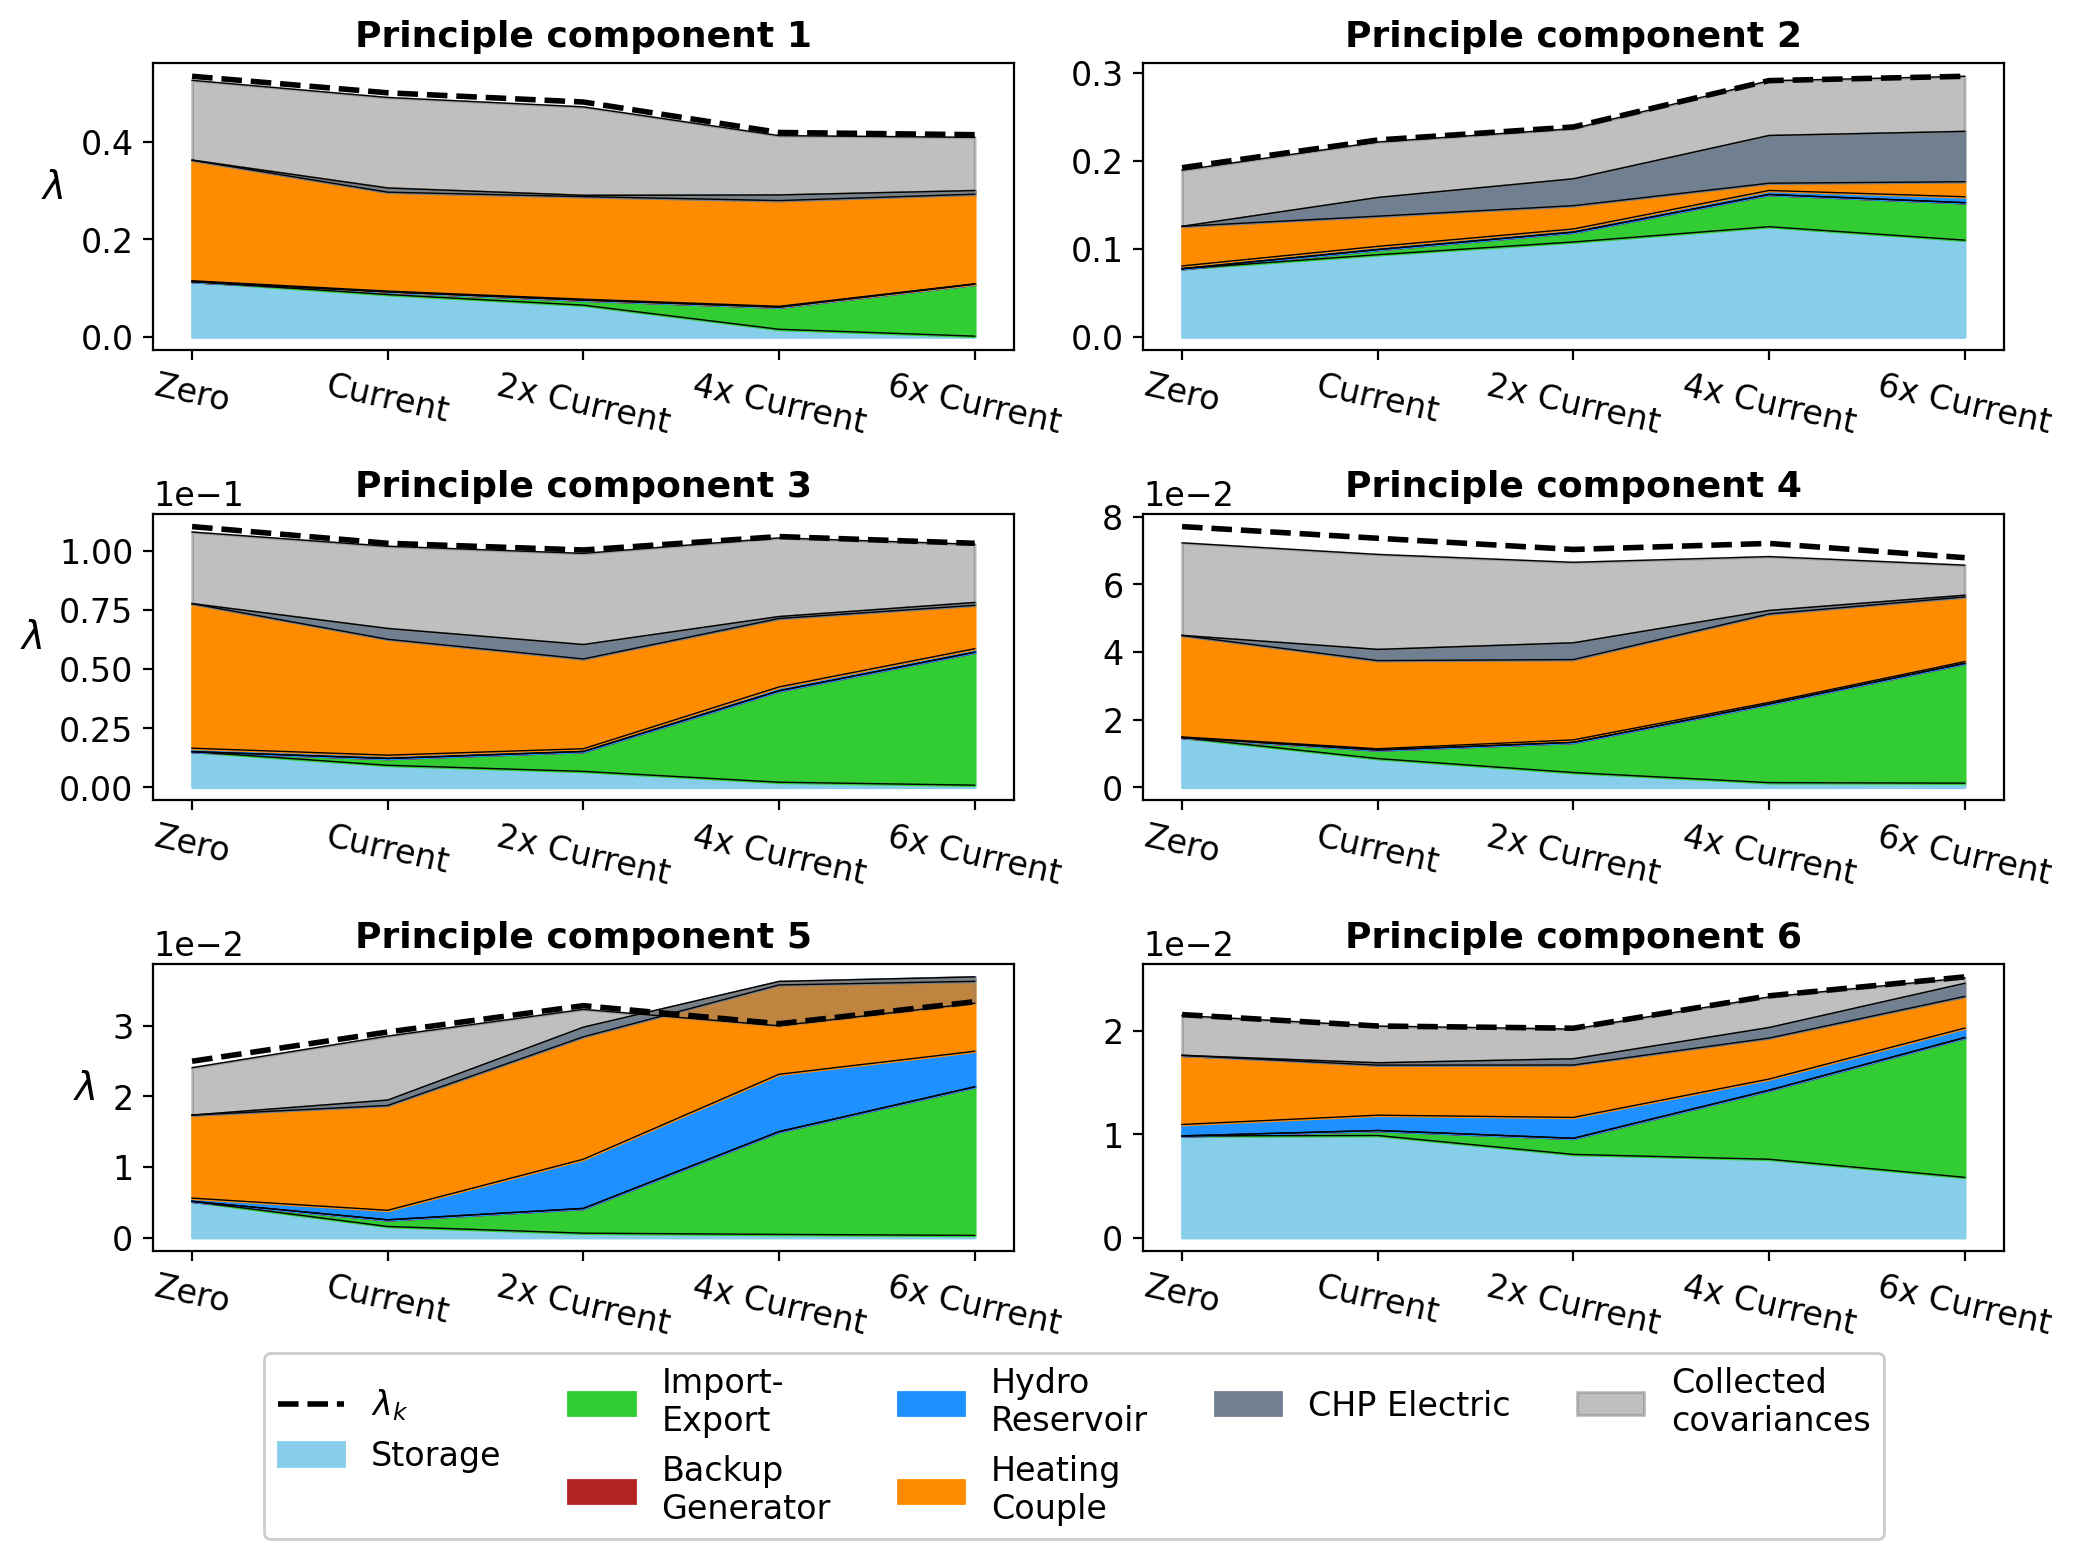 Principle component 1
Principle component 2
λ
0.4
0.2
0.0
0.3
0.2
0.1
0.0
Zero
Current
2x Current
4x Current
6x Current
Zero
Current
2x Current
4x Current
6x Current
Principle component 3
Principle component 4
1e−1
1e−2
λ
1.00
0.75
0.50
0.25
0.00
8
6
4
2
0
Zero
Current
2x Current
4x Current
6x Current
Zero
Current
2x Current
4x Current
6x Current
Principle component 5
Principle component 6
1e−2
1e−2
λ
3
2
1
0
2
1
0
Zero
Current
2x Current
4x Current
6x Current
Zero
Current
2x Current
4x Current
6x Current
λk
Storage
Import-
Export
Backup
Generator
Hydro
Reservoir
Heating
Couple
CHP Electric
Collected
covariances